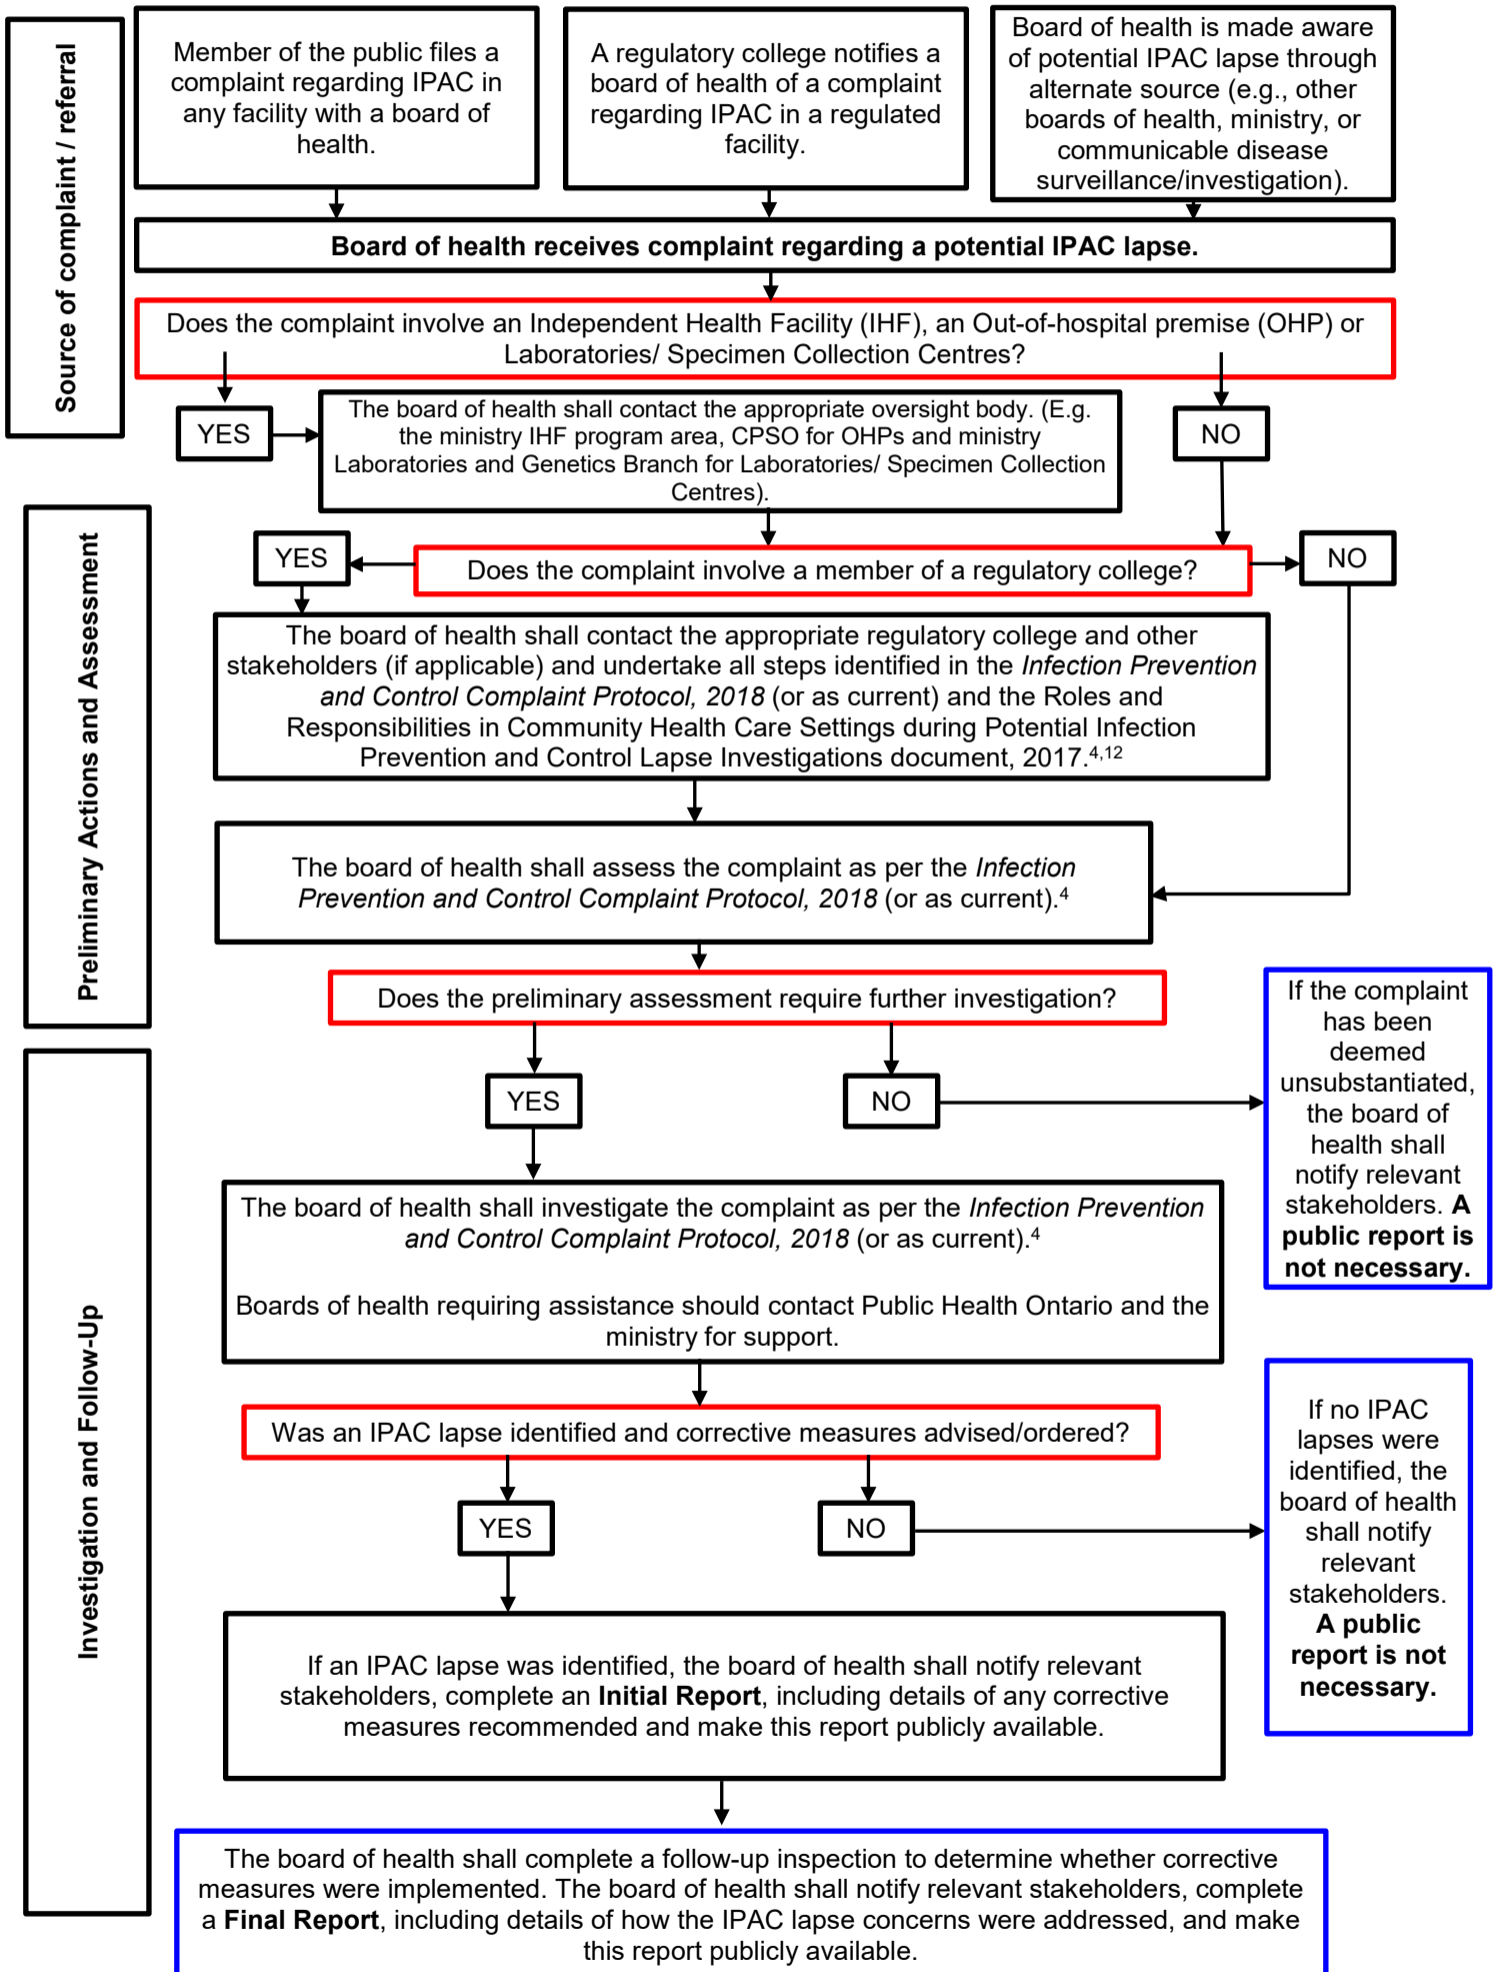 Source of complaint / referral
Member of the public files a
complaint regarding IPAC in
any facility with a board of
health.
A regulatory college notifies a
board of health of a complaint
regarding IPAC in a regulated
facility.
Board of health is made aware
of potential IPAC lapse through
alternate source (e.g., other
boards of health, ministry, or
communicable disease
surveillance/investigation).
Board of health receives complaint regarding a potential IPAC lapse.
Does the complaint involve an Independent Health Facility (IHF), an Out-of-hospital premise (OHP) or
Laboratories/ Specimen Collection Centres?
YES
The board of health shall contact the appropriate oversight body. (E.g.
the ministry IHF program area, CPSO for OHPs and ministry
Laboratories and Genetics Branch for Laboratories/ Specimen Collection
Centres).
NO
Preliminary Actions and Assessment
YES
Does the complaint involve a member of a regulatory college?
NO
The board of health shall contact the appropriate regulatory college and other
stakeholders (if applicable) and undertake all steps identified in the Infection Prevention
and Control Complaint Protocol, 2018 (or as current) and the Roles and
Responsibilities in Community Health Care Settings during Potential Infection
Prevention and Control Lapse Investigations document, 2017.4,12
The board of health shall assess the complaint as per the Infection
Prevention and Control Complaint Protocol, 2018 (or as current).4
Does the preliminary assessment require further investigation?
YES
NO
If the complaint
has been
deemed
unsubstantiated,
the board of
health shall
notify relevant
stakeholders. A
public report is
not necessary.
Investigation and Follow-Up
The board of health shall investigate the complaint as per the Infection Prevention
and Control Complaint Protocol, 2018 (or as current).4
Boards of health requiring assistance should contact Public Health Ontario and the
ministry for support.
Was an IPAC lapse identified and corrective measures advised/ordered?
YES
NO
If no IPAC
lapses were
identified, the
board of health
shall notify
relevant
stakeholders.
A public
report is not
necessary.
If an IPAC lapse was identified, the board of health shall notify relevant
stakeholders, complete an Initial Report, including details of any corrective
measures recommended and make this report publicly available.
The board of health shall complete a follow-up inspection to determine whether corrective
measures were implemented. The board of health shall notify relevant stakeholders, complete
a Final Report, including details of how the IPAC lapse concerns were addressed, and make
this report publicly available.